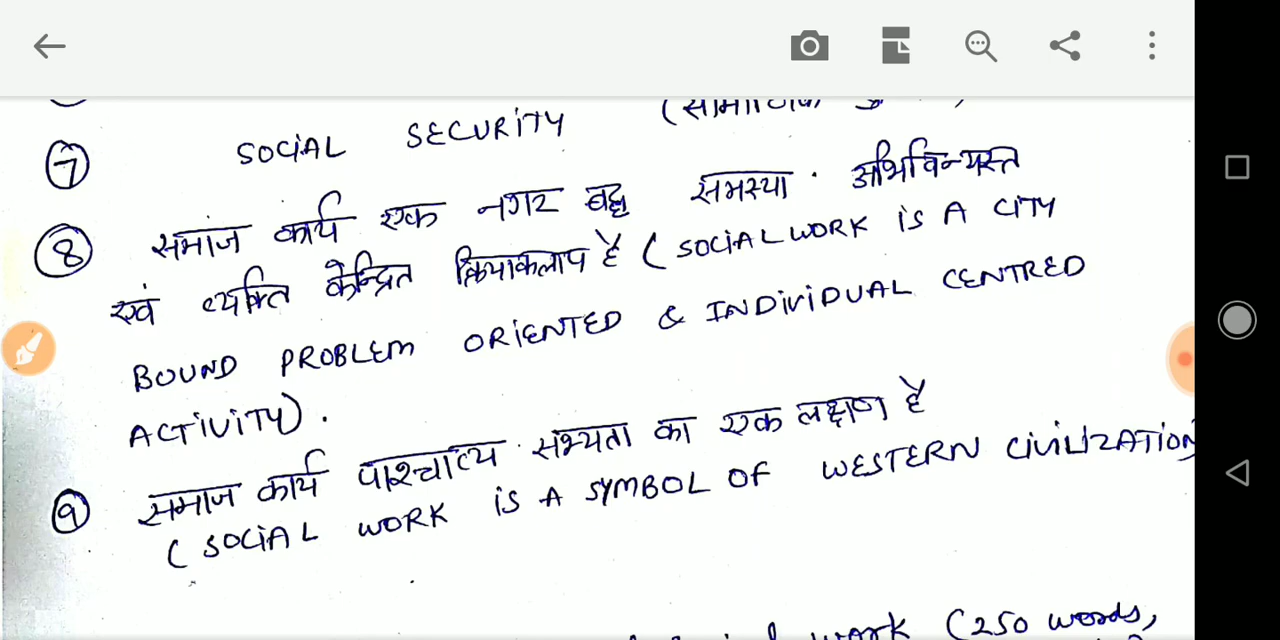 ⑦ SOCIAL SECURITY (सामाजिक
⑧ समाज कार्य एक नगर बद्ध समस्या अभिविन्यस्त
एवं व्यक्ति केन्द्रित क्रियाकलाप है (SOCIAL WORK IS A CITY
BOUND PROBLEM ORIENTED & INDIVIDUAL CENTRED
ACTIVITY).
⑨ समाज कार्य पाश्चात्य सभ्यता का एक लक्षण है
(SOCIAL WORK IS A SYMBOL OF WESTERN CIVILIZATION
work (250 words,